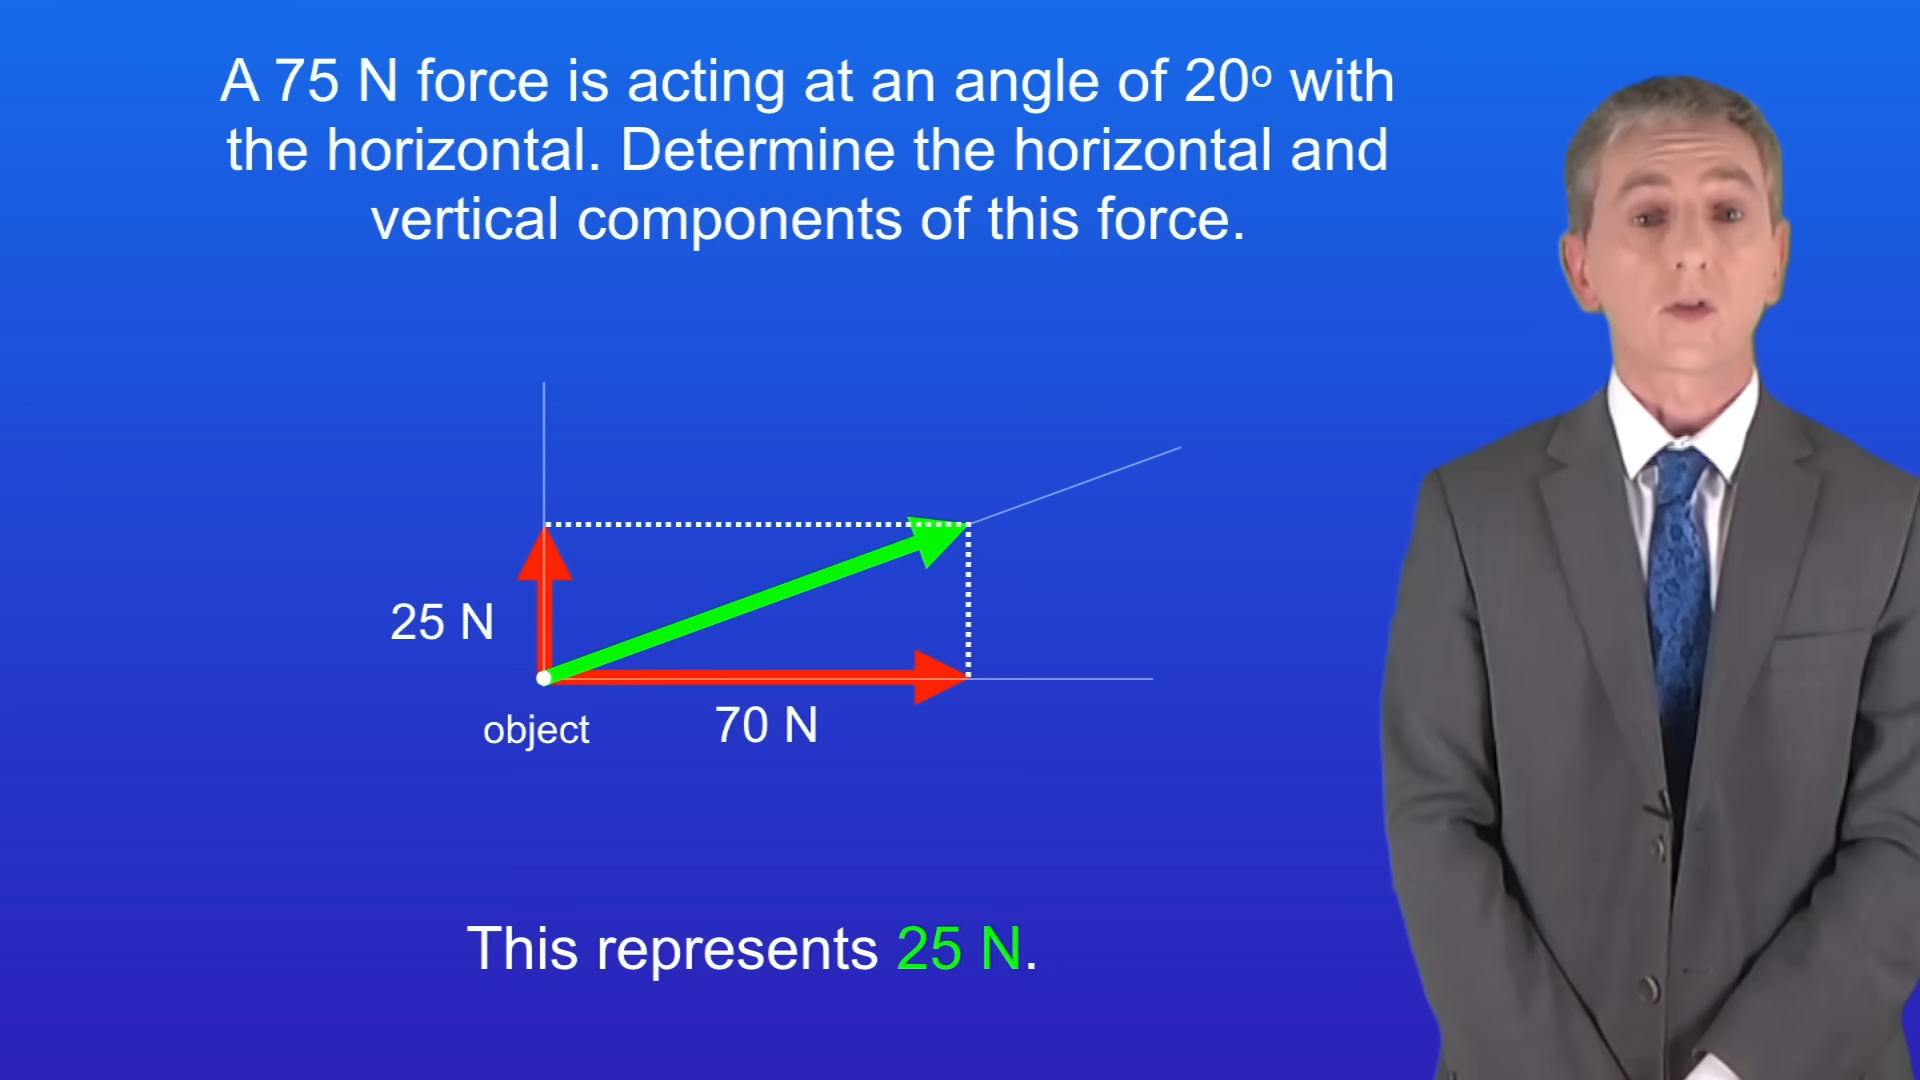 A 75 N force is acting at an angle of 20º with
the horizontal. Determine the horizontal and
vertical components of this force.
25 N
object
70 N
This represents 25 N.